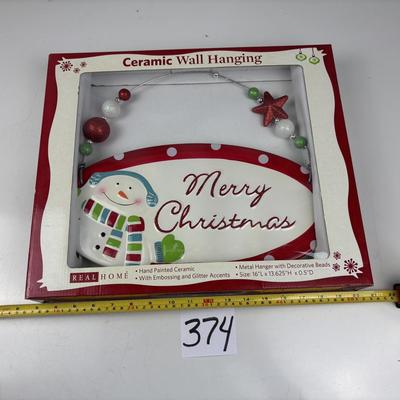 Ceramic Wall Hanging
Merry
Christmas
REAL HOME
• Hand Painted Ceramic
• With Embossing and Glitter Accents
• Metal Hanger with Decorative Beads
• Size: 16"L x 13.625"H x 0.5"D
374